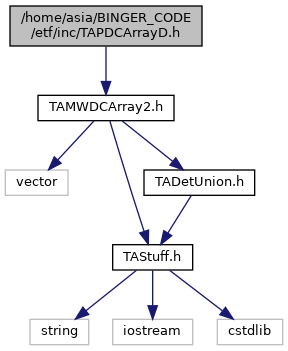 /home/asia/BINGER_CODE
/etf/inc/TAPDCArrayD.h
TAMWDCArray2.h
vector
TADetUnion.h
TAStuff.h
string
iostream
cstdlib